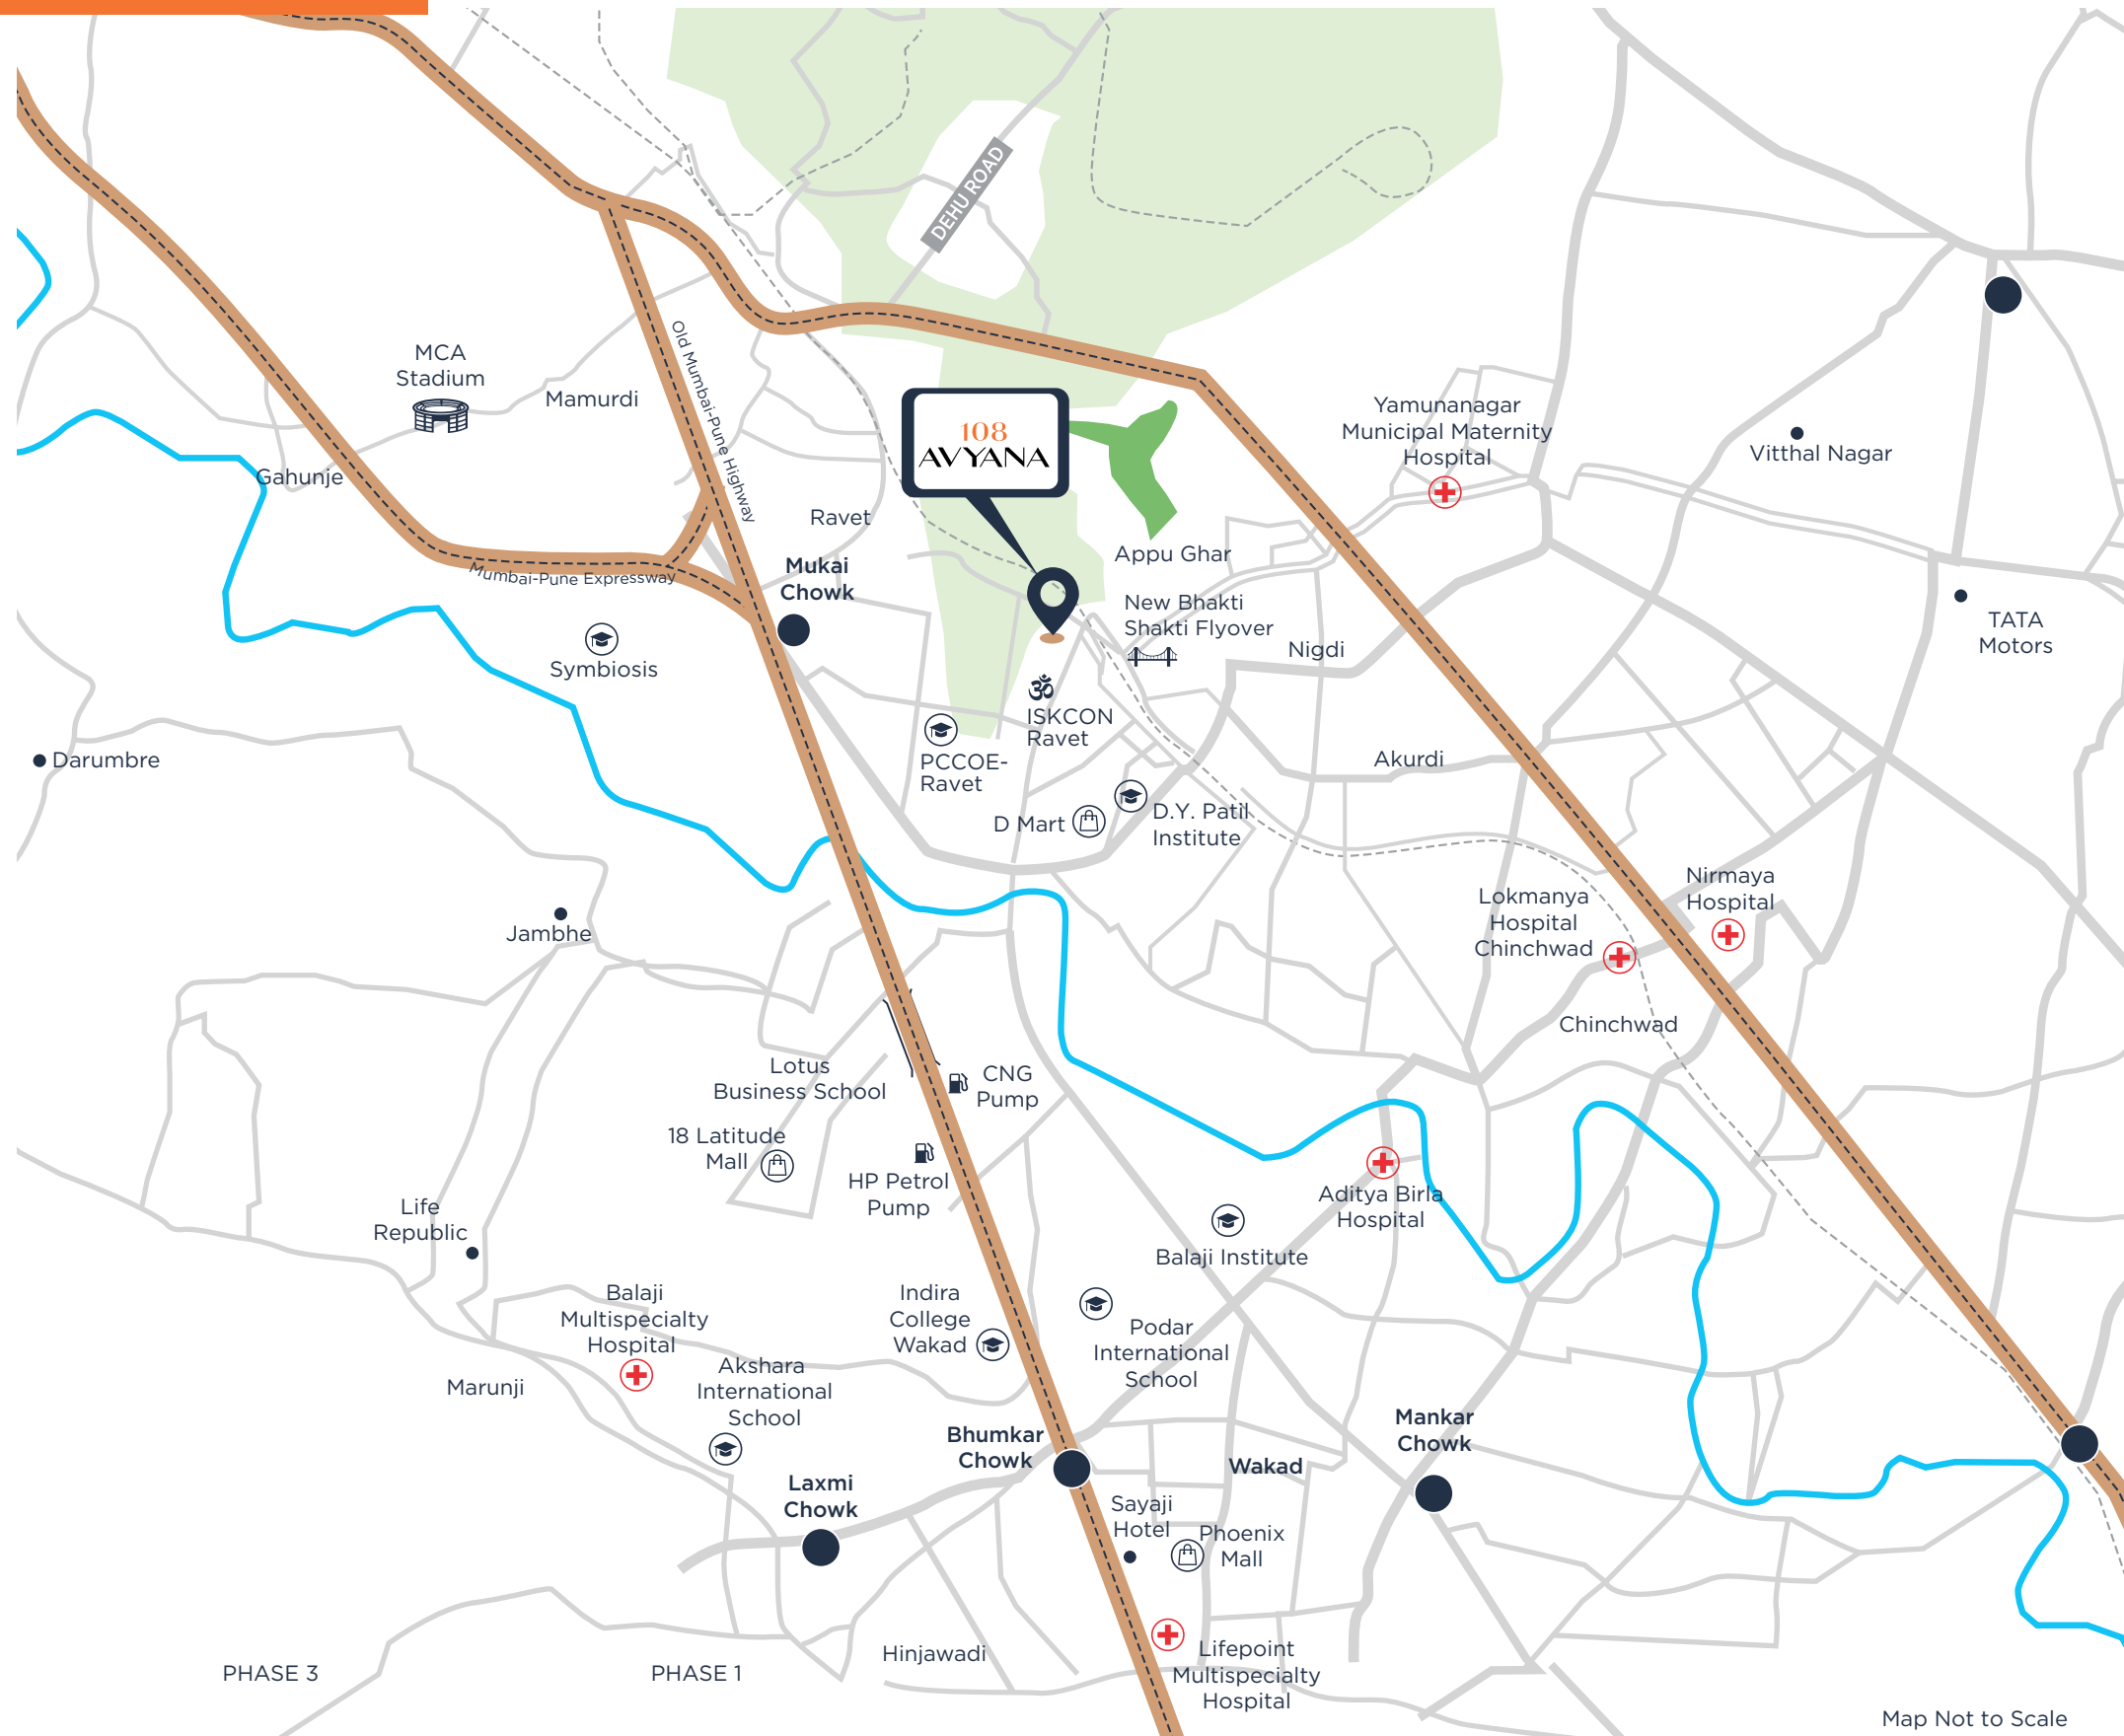 DEHU ROAD
MCA
Stadium
Mamurdi
Old Mumbai-Pune Highway
108
AVYANA
Yamunanagar
Municipal Maternity
Hospital
Vitthal Nagar
Gahunje
Ravet
Appu Ghar
Mukai
Chowk
Mumbai-Pune Expressway
New Bhakti
Shakti Flyover
Nigdi
TATA
Motors
Symbiosis
ISKCON
Ravet
ॐ
PCCOE-
Ravet
Darumbre
Akurdi
D Mart
D.Y. Patil
Institute
Nirmaya
Hospital
Lokmanya
Hospital
Chinchwad
Jambhe
Chinchwad
Lotus
Business School
CNG
Pump
18 Latitude
Mall
HP Petrol
Pump
Aditya Birla
Hospital
Life
Republic
Balaji Institute
Balaji
Multispecialty
Hospital
Indira
College
Wakad
Podar
International
School
Akshara
International
School
Marunji
Bhumkar
Chowk
Mankar
Chowk
Wakad
Laxmi
Chowk
Sayaji
Hotel
Phoenix
Mall
Hinjawadi
Lifepoint
Multispecialty
Hospital
PHASE 3
PHASE 1
Map Not to Scale